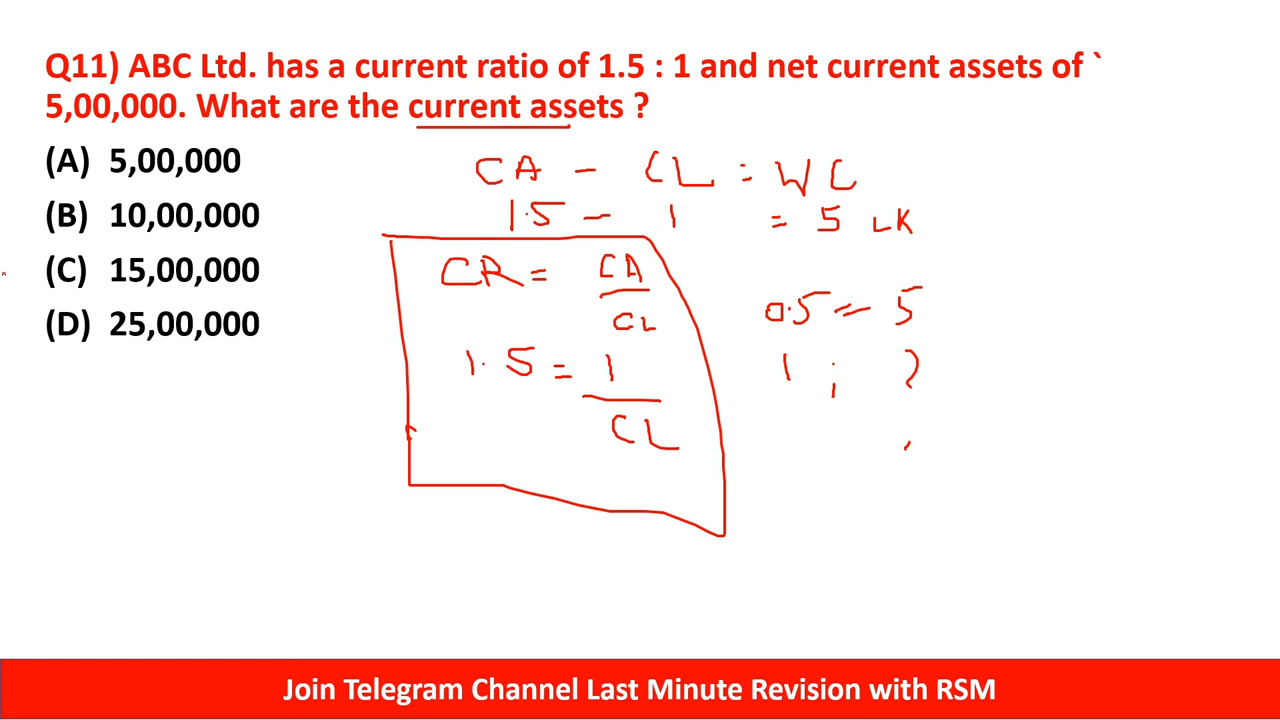 Q11) ABC Ltd. has a current ratio of 1.5 : 1 and net current assets of `
5,00,000. What are the current assets ?
(A) 5,00,000
(B) 10,00,000
(C) 15,00,000
(D) 25,00,000
CA - CL = WC
1.5 - 1 = 5 LK
CR = CA
CL
1.5 = 1
CL
0.5 = 5
1 ; ?
Join Telegram Channel Last Minute Revision with RSM